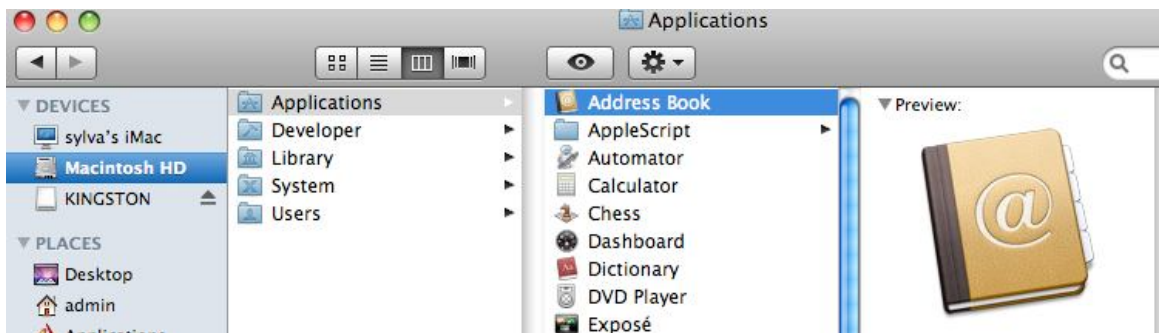 Applications
DEVICES
sylva's iMac
Macintosh HD
KINGSTON
PLACES
Desktop
admin
Applications
Applications
Developer
Library
System
Users
Address Book
AppleScript
Automator
Calculator
Chess
Dashboard
Dictionary
DVD Player
Exposé
Preview:
@